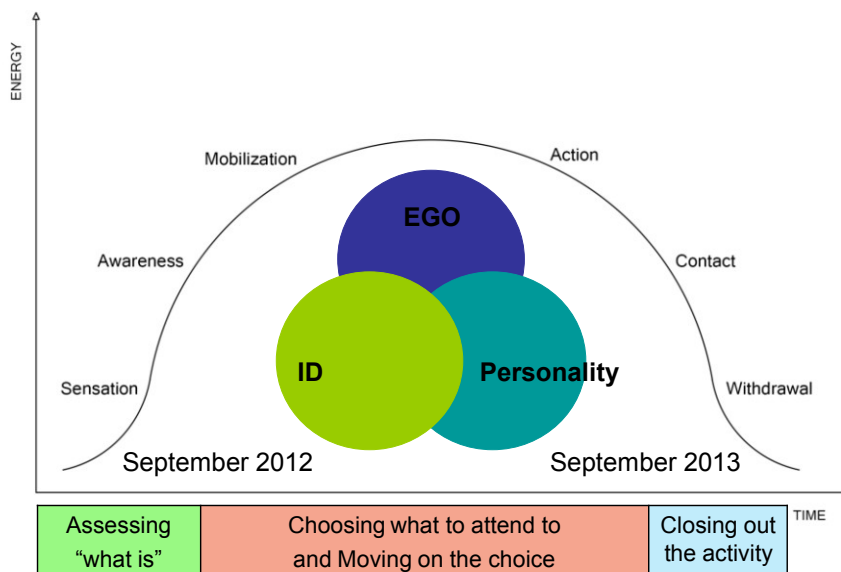 ENERGY
Mobilization
Action
EGO
Awareness
Contact
ID
Personality
Sensation
Withdrawal
September 2012
September 2013
TIME
Assessing
“what is”
Choosing what to attend to
and Moving on the choice
Closing out
the activity